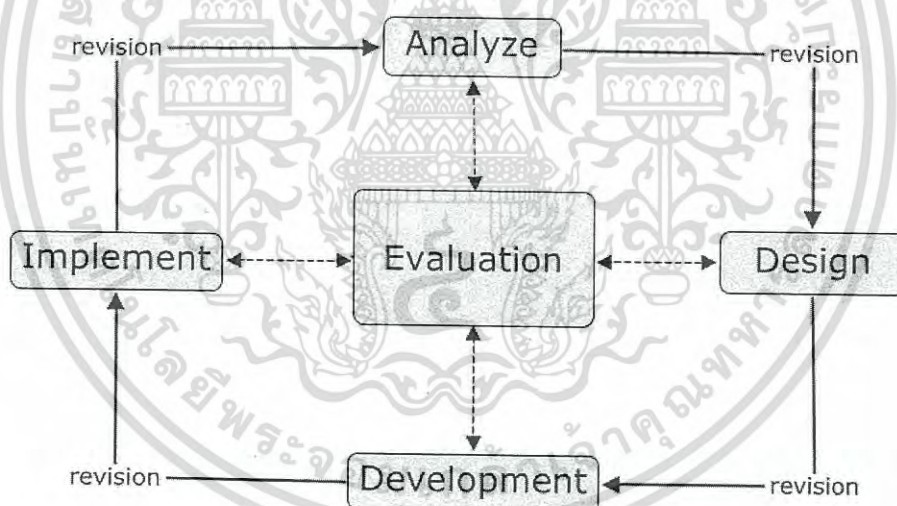 revision
Analyze
revision
Implement
Evaluation
Design
revision
Development
revision